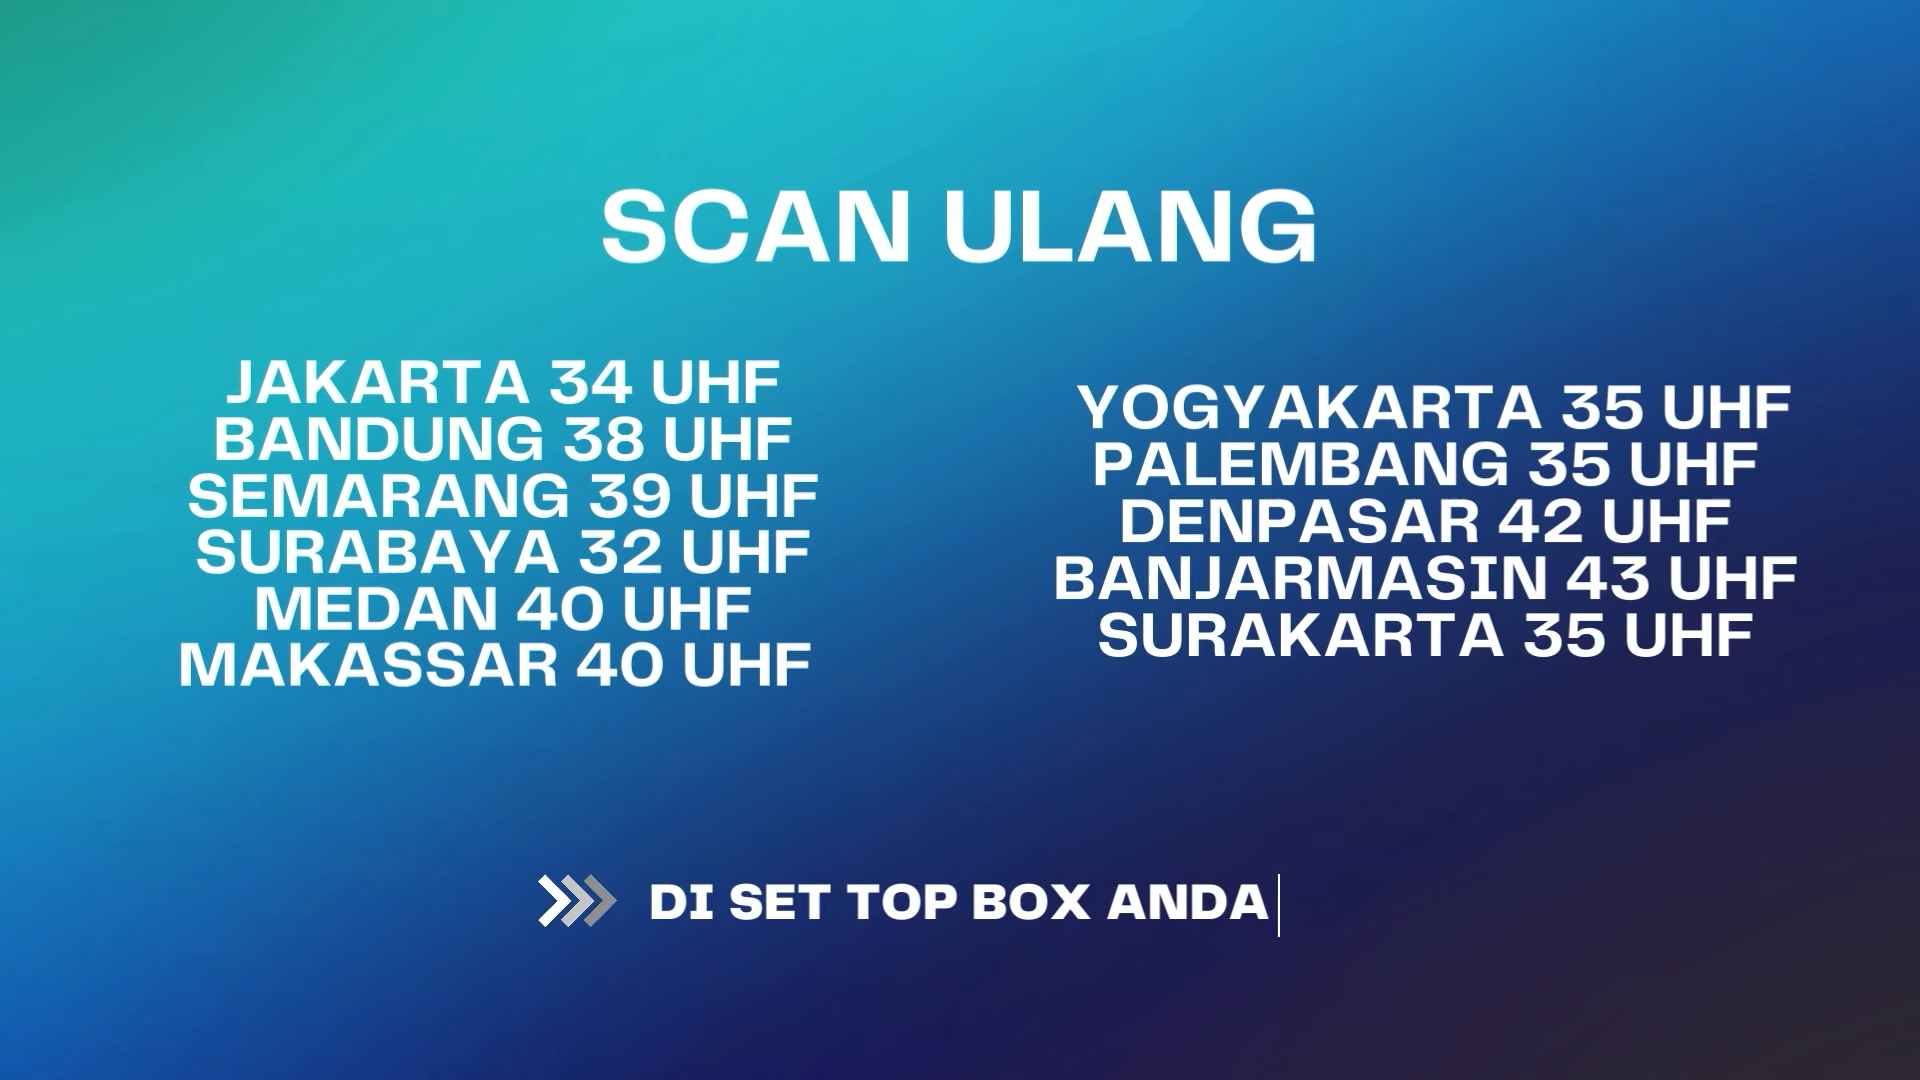 SCAN ULANG
JAKARTA 34 UHF
BANDUNG 38 UHF
SEMARANG 39 UHF
SURABAYA 32 UHF
MEDAN 40 UHF
MAKASSAR 40 UHF
YOGYAKARTA 35 UHF
PALEMBANG 35 UHF
DENPASAR 42 UHF
BANJARMASIN 43 UHF
SURAKARTA 35 UHF
DI SET TOP BOX ANDA